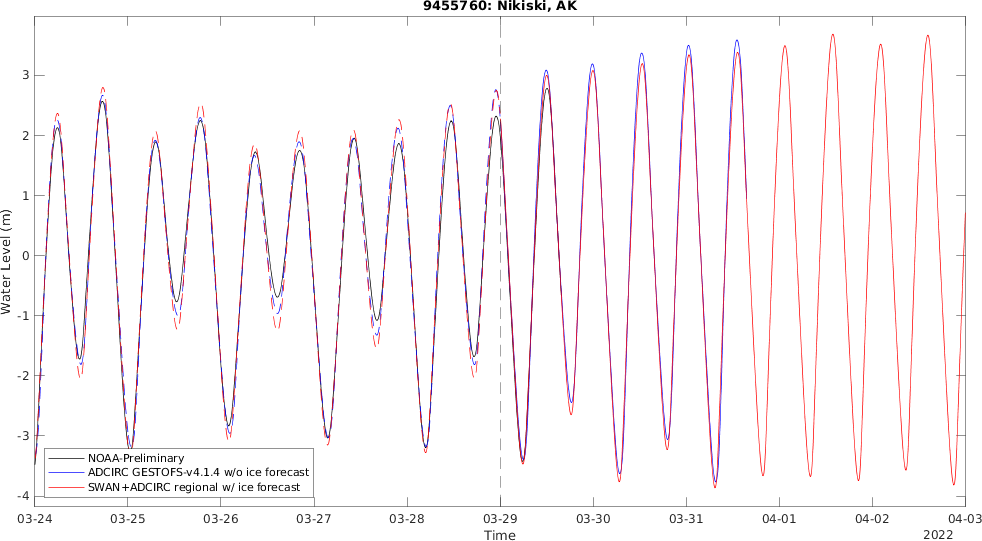 9455760: Nikiski, AK
3
2
1
0
-1
-2
-3
-4
Water Level (m)
NOAA-Preliminary
ADCIRC GESTOFS-v4.1.4 w/o ice forecast
SWAN+ADCIRC regional w/ ice forecast
03-24 03-25 03-26 03-27 03-28 03-29 03-30 03-31 04-01 04-02 04-03
Time
2022